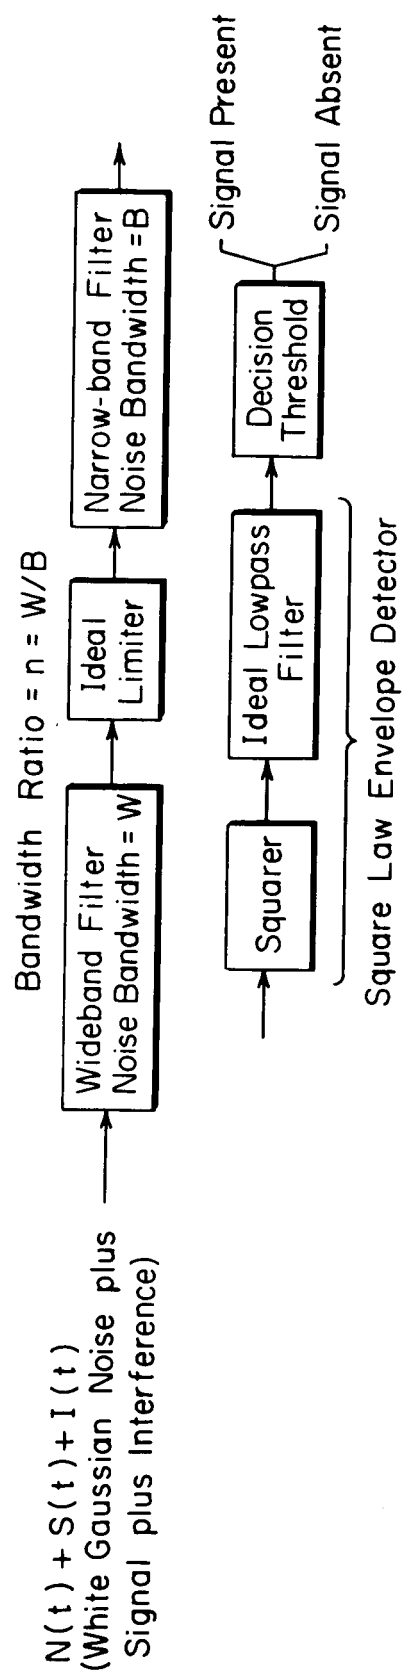 Bandwidth Ratio = n = W/B
N(t) + S(t) + I(t)
(White Gaussian Noise plus
Signal plus Interference)
Wideband Filter
Noise Bandwidth = W
Ideal
Limiter
Narrow-band Filter
Noise Bandwidth = B
Squarer
Ideal Lowpass
Filter
Decision
Threshold
Signal Present
Signal Absent
Square Law Envelope Detector